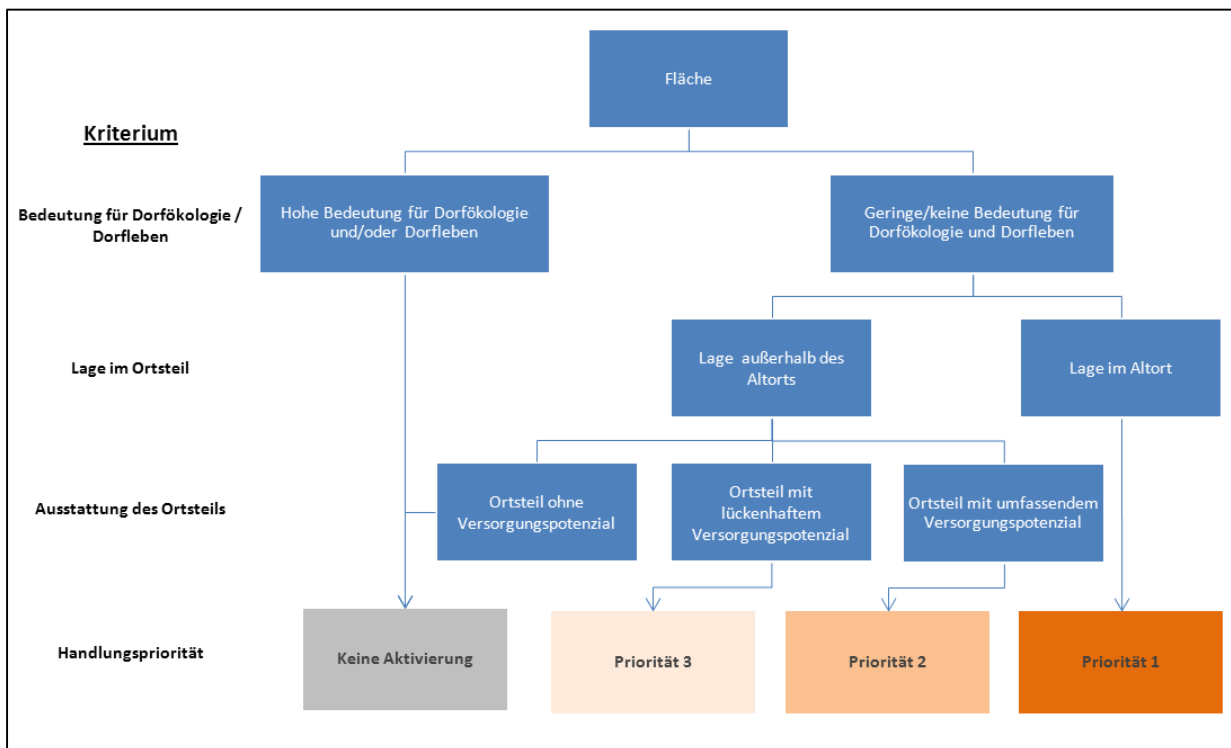 Fläche
Kriterium
Bedeutung für Dorfökologie /
Dorfleben
Hohe Bedeutung für Dorfökologie
und/oder Dorfleben
Geringe/keine Bedeutung für
Dorfökologie und Dorfleben
Lage im Ortsteil
Lage außerhalb des
Altorts
Lage im Altort
Ausstattung des Ortsteils
Ortsteil ohne
Versorgungspotenzial
Ortsteil mit
lückenhaftem
Versorgungspotenzial
Ortsteil mit umfassendem
Versorgungspotenzial
Handlungspriorität
Keine Aktivierung
Priorität 3
Priorität 2
Priorität 1